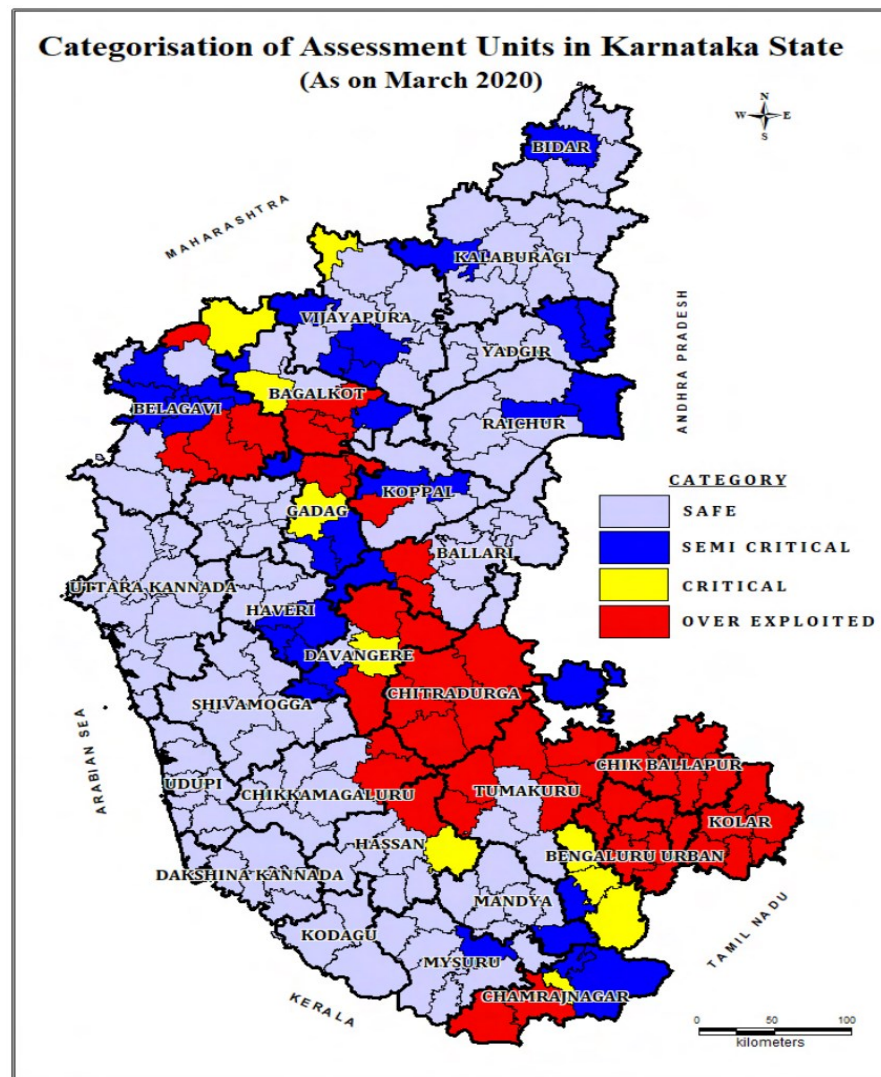 Categorisation of Assessment Units in Karnataka State
(As on March 2020)
N
W E
S
BIDAR
MAHARASHTRA
KALABURAGI
VIJAYAPURA
YADGIR
ANDHRA PRADESH
BAGALKOT
BELAGAVI
RAICHUR
CATEGORY
KOPPAL
SAFE
GADAG
SEMI CRITICAL
BALLARI
CRITICAL
UTTARA KANNADA
HAVERI
OVER EXPLOITED
DAVANGERE
CHITRADURGA
SHIVAMOGGA
ARABIAN SEA
CHIK BALLAPUR
UDUPI
CHIKKAMAGALURU
TUMAKURU
KOLAR
HASSAN
BENGALURU URBAN
DAKSHINA KANNADA
MANDYA
TAMIL NADU
KODAGU
MYSURU
CHAMRAJNAGAR
KERALA
0 50 100
kilometers